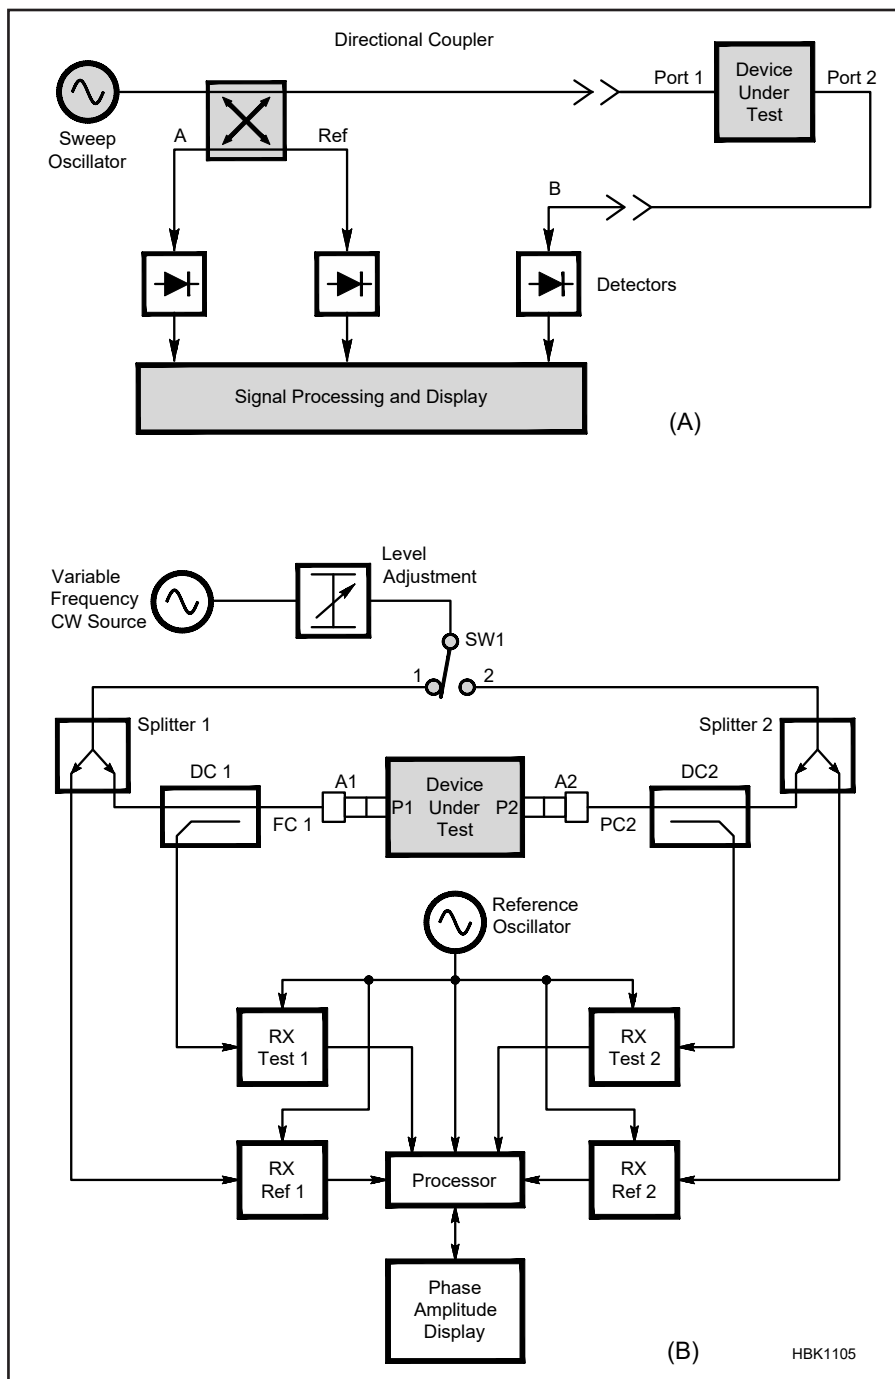 Directional Coupler
Sweep
Oscillator
A
Ref
Port 1
Device
Under
Test
Port 2
B
Detectors
Signal Processing and Display
(A)
Variable
Frequency
CW Source
Level
Adjustment
SW1
1
2
Splitter 1
Splitter 2
DC 1
FC 1
A1
P1
Device
Under
Test
P2
A2
PC2
DC2
Reference
Oscillator
RX
Test 1
RX
Test 2
RX
Ref 1
Processor
RX
Ref 2
Phase
Amplitude
Display
(B)
HBK1105